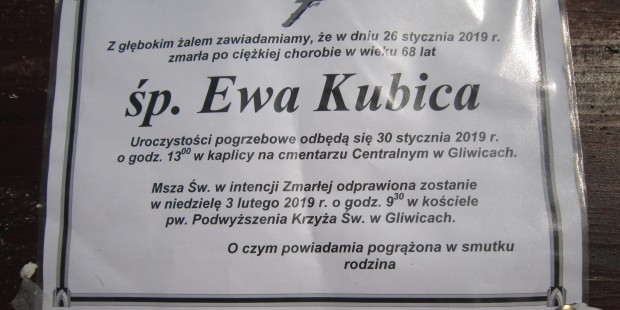 Z głębokim żalem zawiadamiamy, że w dniu 26 stycznia 2019 r.
zmarła po ciężkiej chorobie w wieku 68 lat
śp. Ewa Kubica
Uroczystości pogrzebowe odbędą się 30 stycznia 2019 r.
o godz. 13⁰⁰ w kaplicy na cmentarzu Centralnym w Gliwicach.
Msza Św. w intencji Zmarłej odprawiona zostanie
w niedzielę 3 lutego 2019 r. o godz. 9³⁰ w kościele
pw. Podwyższenia Krzyża Św. w Gliwicach.
O czym powiadamia pogrążona w smutku
rodzina